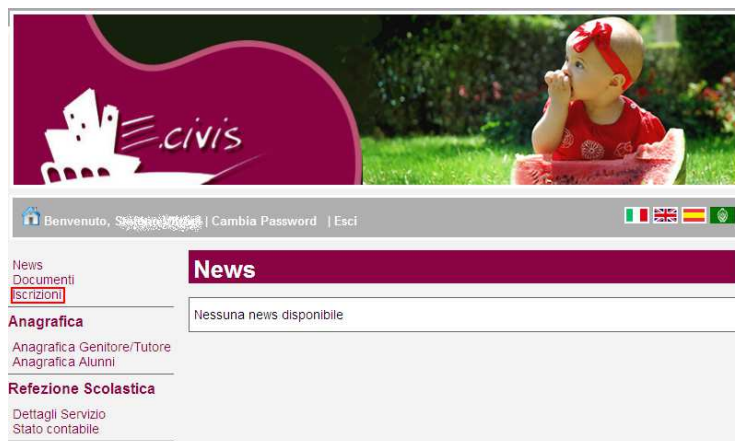 E.civis
Benvenuto, | Cambia Password | Esci
News
Documenti
Iscrizioni
Anagrafica
Anagrafica Genitore/Tutore
Anagrafica Alunni
Refezione Scolastica
Dettagli Servizio
Stato contabile
News
Nessuna news disponibile